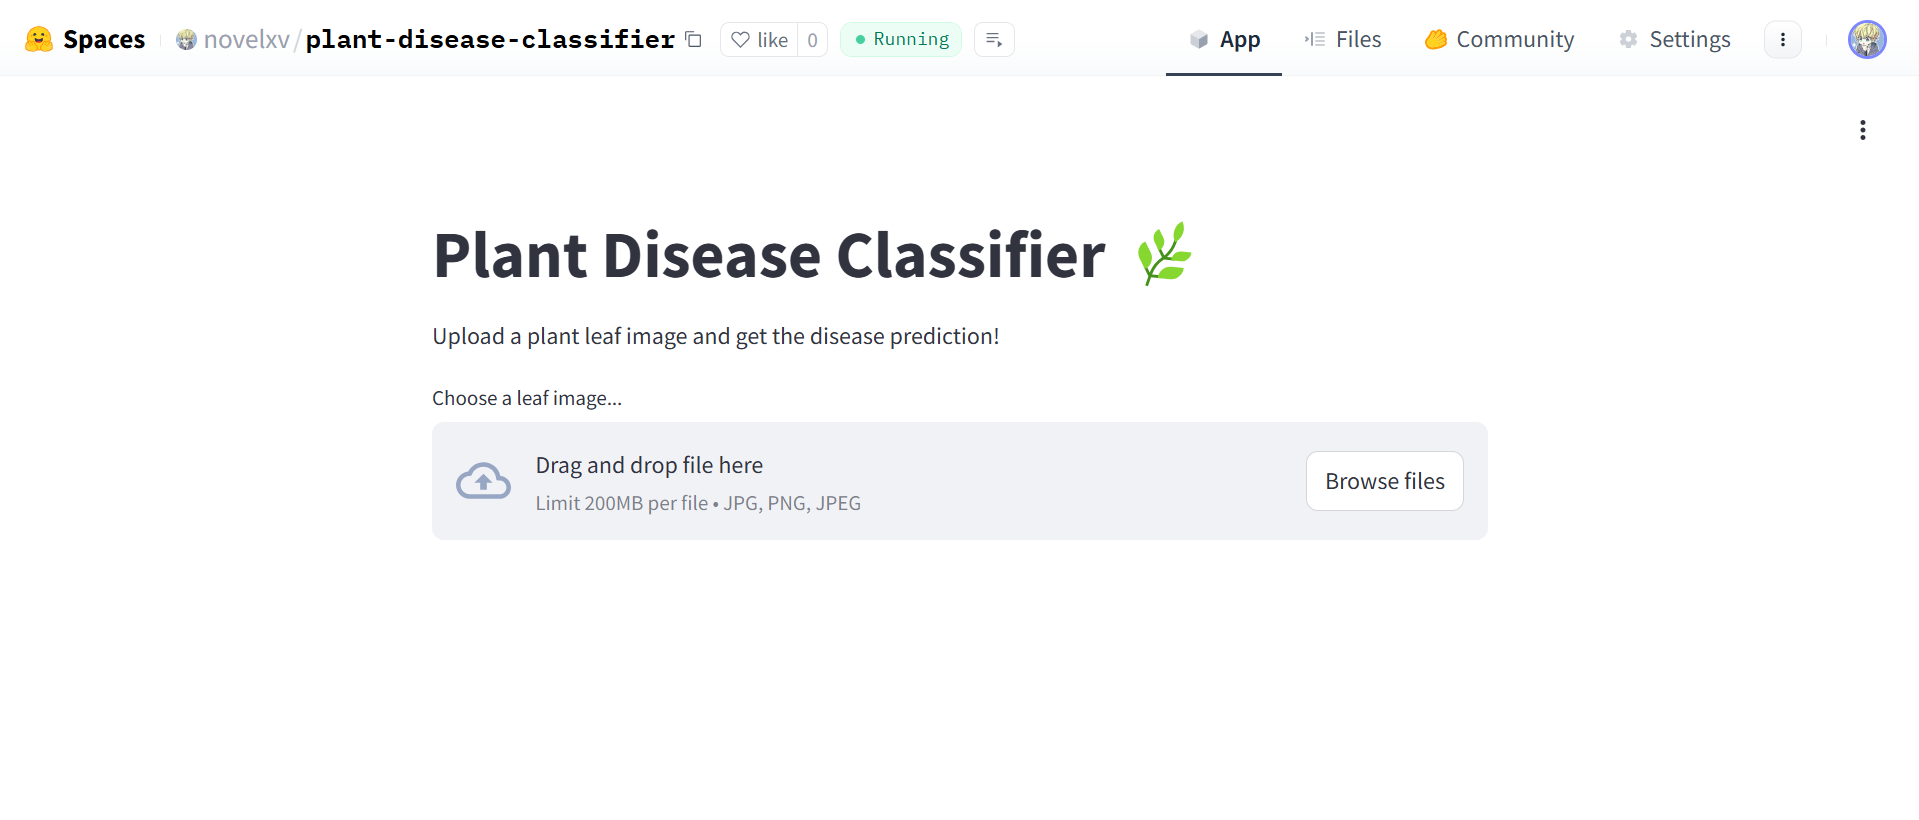 Spaces novelxv/plant-disease-classifier like 0 Running App Files Community Settings
Plant Disease Classifier
Upload a plant leaf image and get the disease prediction!
Choose a leaf image...
Drag and drop file here
Limit 200MB per file • JPG, PNG, JPEG
Browse files